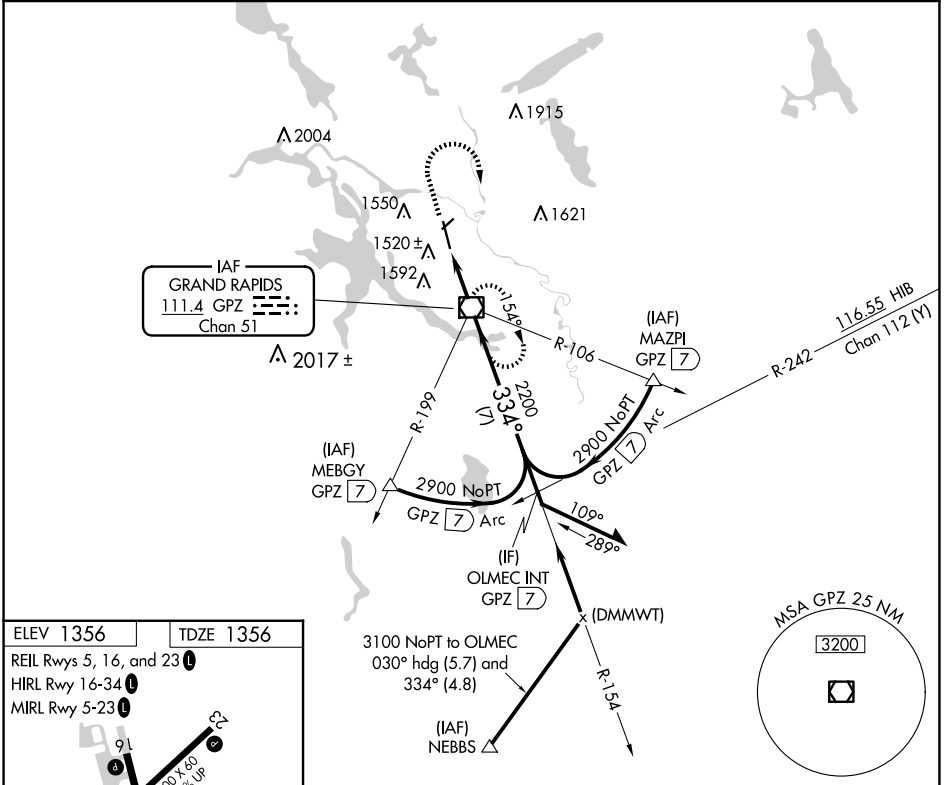 1915
2004
1550
1621
1520 ±
1592
IAF
GRAND RAPIDS
111.4 GPZ
Chan 51
154°
116.55 HIB
Chan 112 (Y)
R-242
(IAF)
MAZPI
GPZ 7
R-106
2017 ±
2200
334°
(7)
R-199
2900 NoPT
GPZ 7 Arc
(IAF)
MEBGY
GPZ 7
2900 NoPT
GPZ 7 Arc
109°
289°
(IF)
OLMEC INT
GPZ 7
(DMMWT)
3100 NoPT to OLMEC
030° hdg (5.7) and
334° (4.8)
R-154
(IAF)
NEBBS
MSA GPZ 25 NM
3200
ELEV 1356
TDZE 1356
REIL Rwys 5, 16, and 23 L
HIRL Rwy 16-34 L
MIRL Rwy 5-23 L
23
16
P
P
00 X 60
% UP